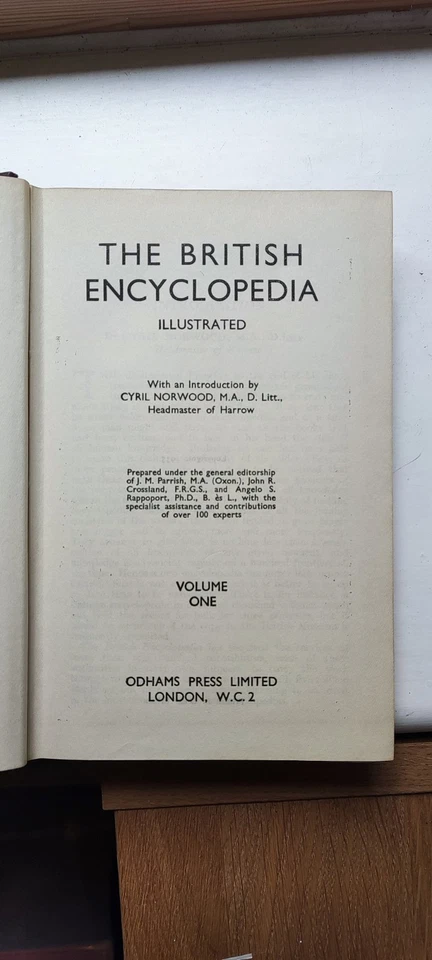 THE BRITISH
ENCYCLOPEDIA
ILLUSTRATED
With an Introduction by
CYRIL NORWOOD, M.A., D. Litt.,
Headmaster of Harrow
Prepared under the general editorship
of J. M. Parrish, M.A. (Oxon.), John R.
Crossland, F.R.G.S., and Angelo S.
Rappoport, Ph.D., B. ès L., with the
specialist assistance and contributions
of over 100 experts
VOLUME
ONE
ODHAMS PRESS LIMITED
LONDON, W.C.2